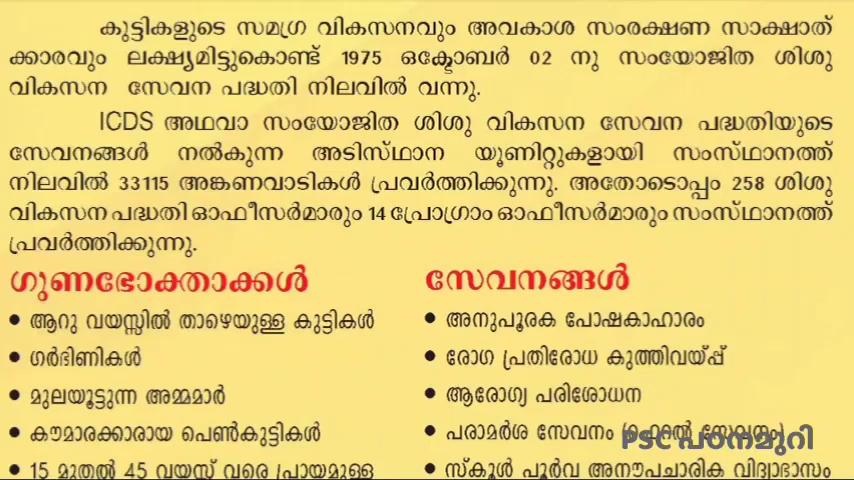 കുട്ടികളുടെ സമഗ്ര വികസനവും അവകാശ സംരക്ഷണ സാക്ഷാത്
ക്കാരവും ലക്ഷ്യമിട്ടുകൊണ്ട് 1975 ഒക്ടോബർ 02 നു സംയോജിത ശിശു
വികസന സേവന പദ്ധതി നിലവിൽ വന്നു.
ICDS അഥവാ സംയോജിത ശിശു വികസന സേവന പദ്ധതിയുടെ
സേവനങ്ങൾ നൽകുന്ന അടിസ്ഥാന യൂണിറ്റുകളായി സംസ്ഥാനത്ത്
നിലവിൽ 33115 അങ്കണവാടികൾ പ്രവർത്തിക്കുന്നു. അതോടൊപ്പം 258 ശിശു
വികസന പദ്ധതി ഓഫീസർമാരും 14 പ്രോഗ്രാം ഓഫീസർമാരും സംസ്ഥാനത്ത്
പ്രവർത്തിക്കുന്നു.
ഗുണഭോക്താക്കൾ
• ആറു വയസ്സിൽ താഴെയുള്ള കുട്ടികൾ
• ഗർഭിണികൾ
• മുലയൂട്ടുന്ന അമ്മമാർ
• കൗമാരക്കാരായ പെൺകുട്ടികൾ
• 15 മുതൽ 45 വയസ്സ് വരെ പ്രായമുള്ള
സേവനങ്ങൾ
• അനുപൂരക പോഷകാഹാരം
• രോഗ പ്രതിരോധ കുത്തിവയ്പ്പ്
• ആരോഗ്യ പരിശോധന
• പരാമർശ സേവനം
• സ്കൂൾ പൂർവ അനൗപചാരിക വിദ്യാഭാസം
PSC പഠനമുറി